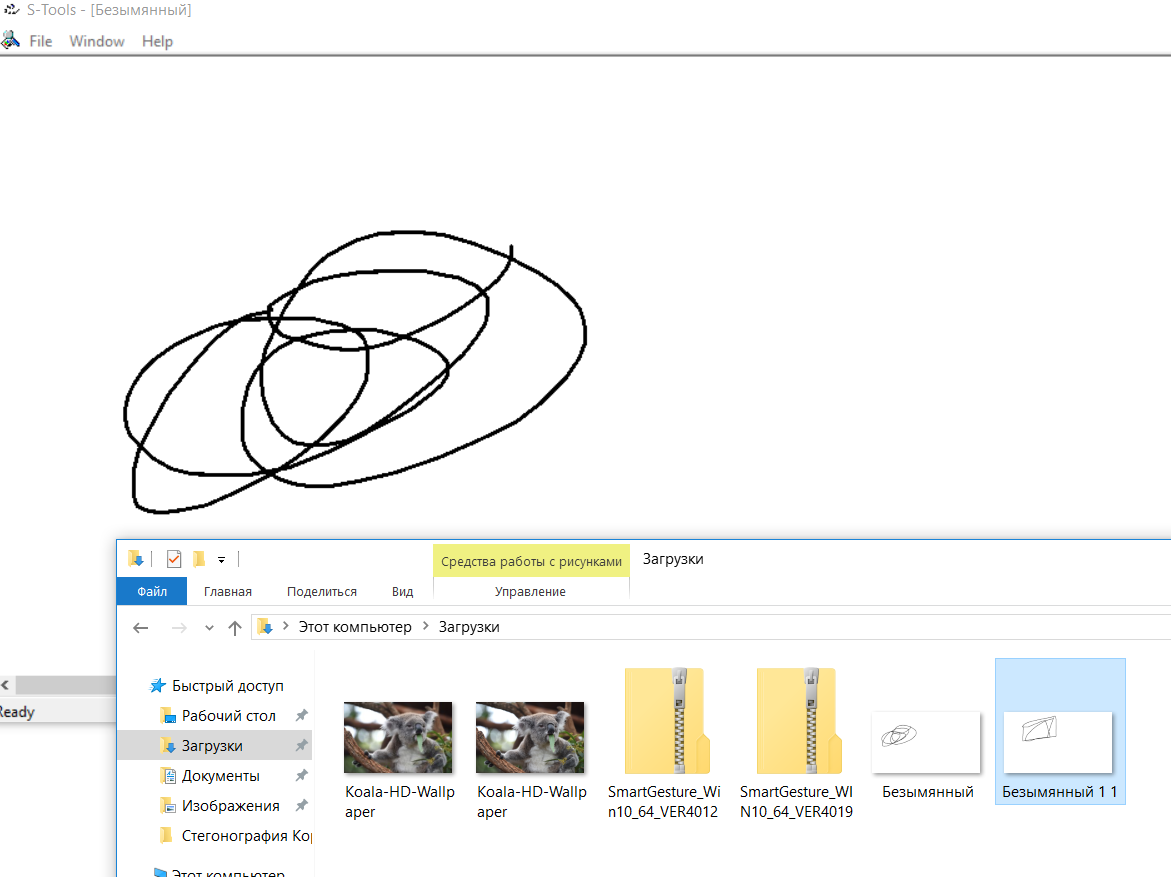 S-Tools - [Безымянный]
File Window Help
Средства работы с рисунками Загрузки
Файл Главная Поделиться Вид Управление
Этот компьютер Загрузки
Быстрый доступ
Рабочий стол
Загрузки
Документы
Изображения
Стегонография
Этот компьютер
Ready
Koala-HD-Wallp
aper
Koala-HD-Wallp
aper
SmartGesture_Wi
n10_64_VER4012
SmartGesture_WI
N10_64_VER4019
Безымянный
Безымянный 1 1